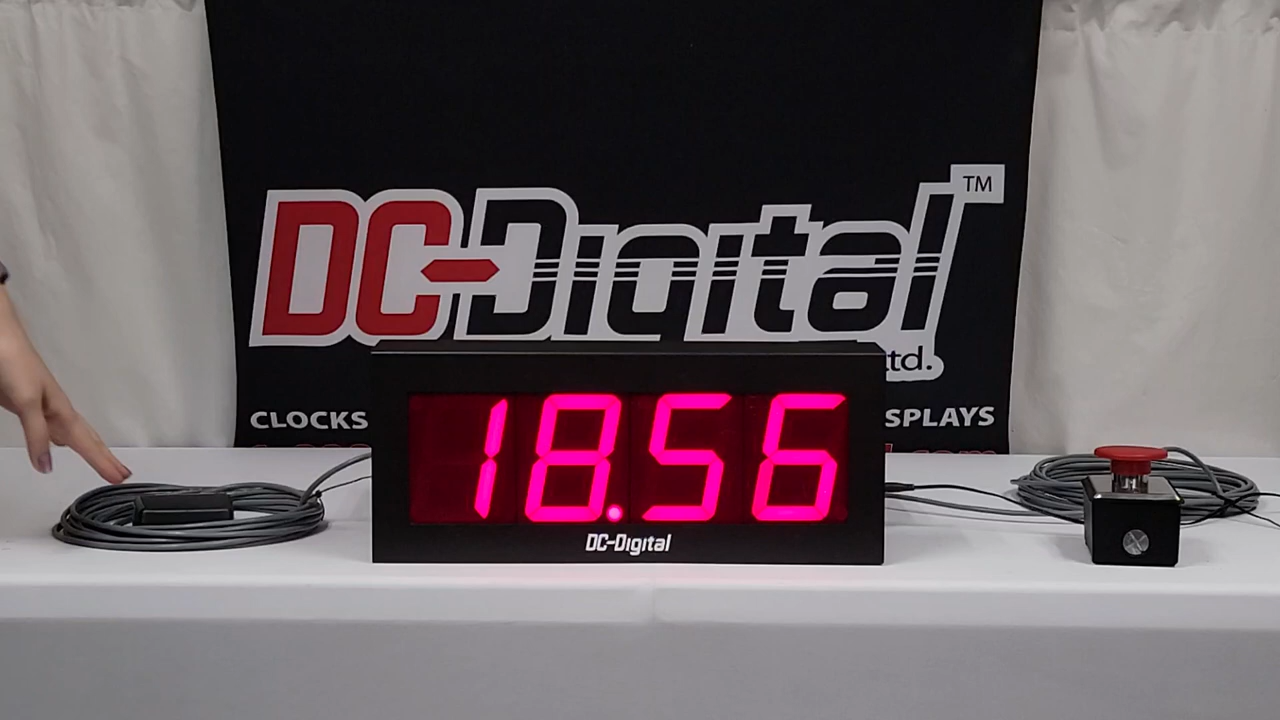 DC-Digital™
Ltd.
CLOCKS
SPLAYS
18.56
DC-Digital